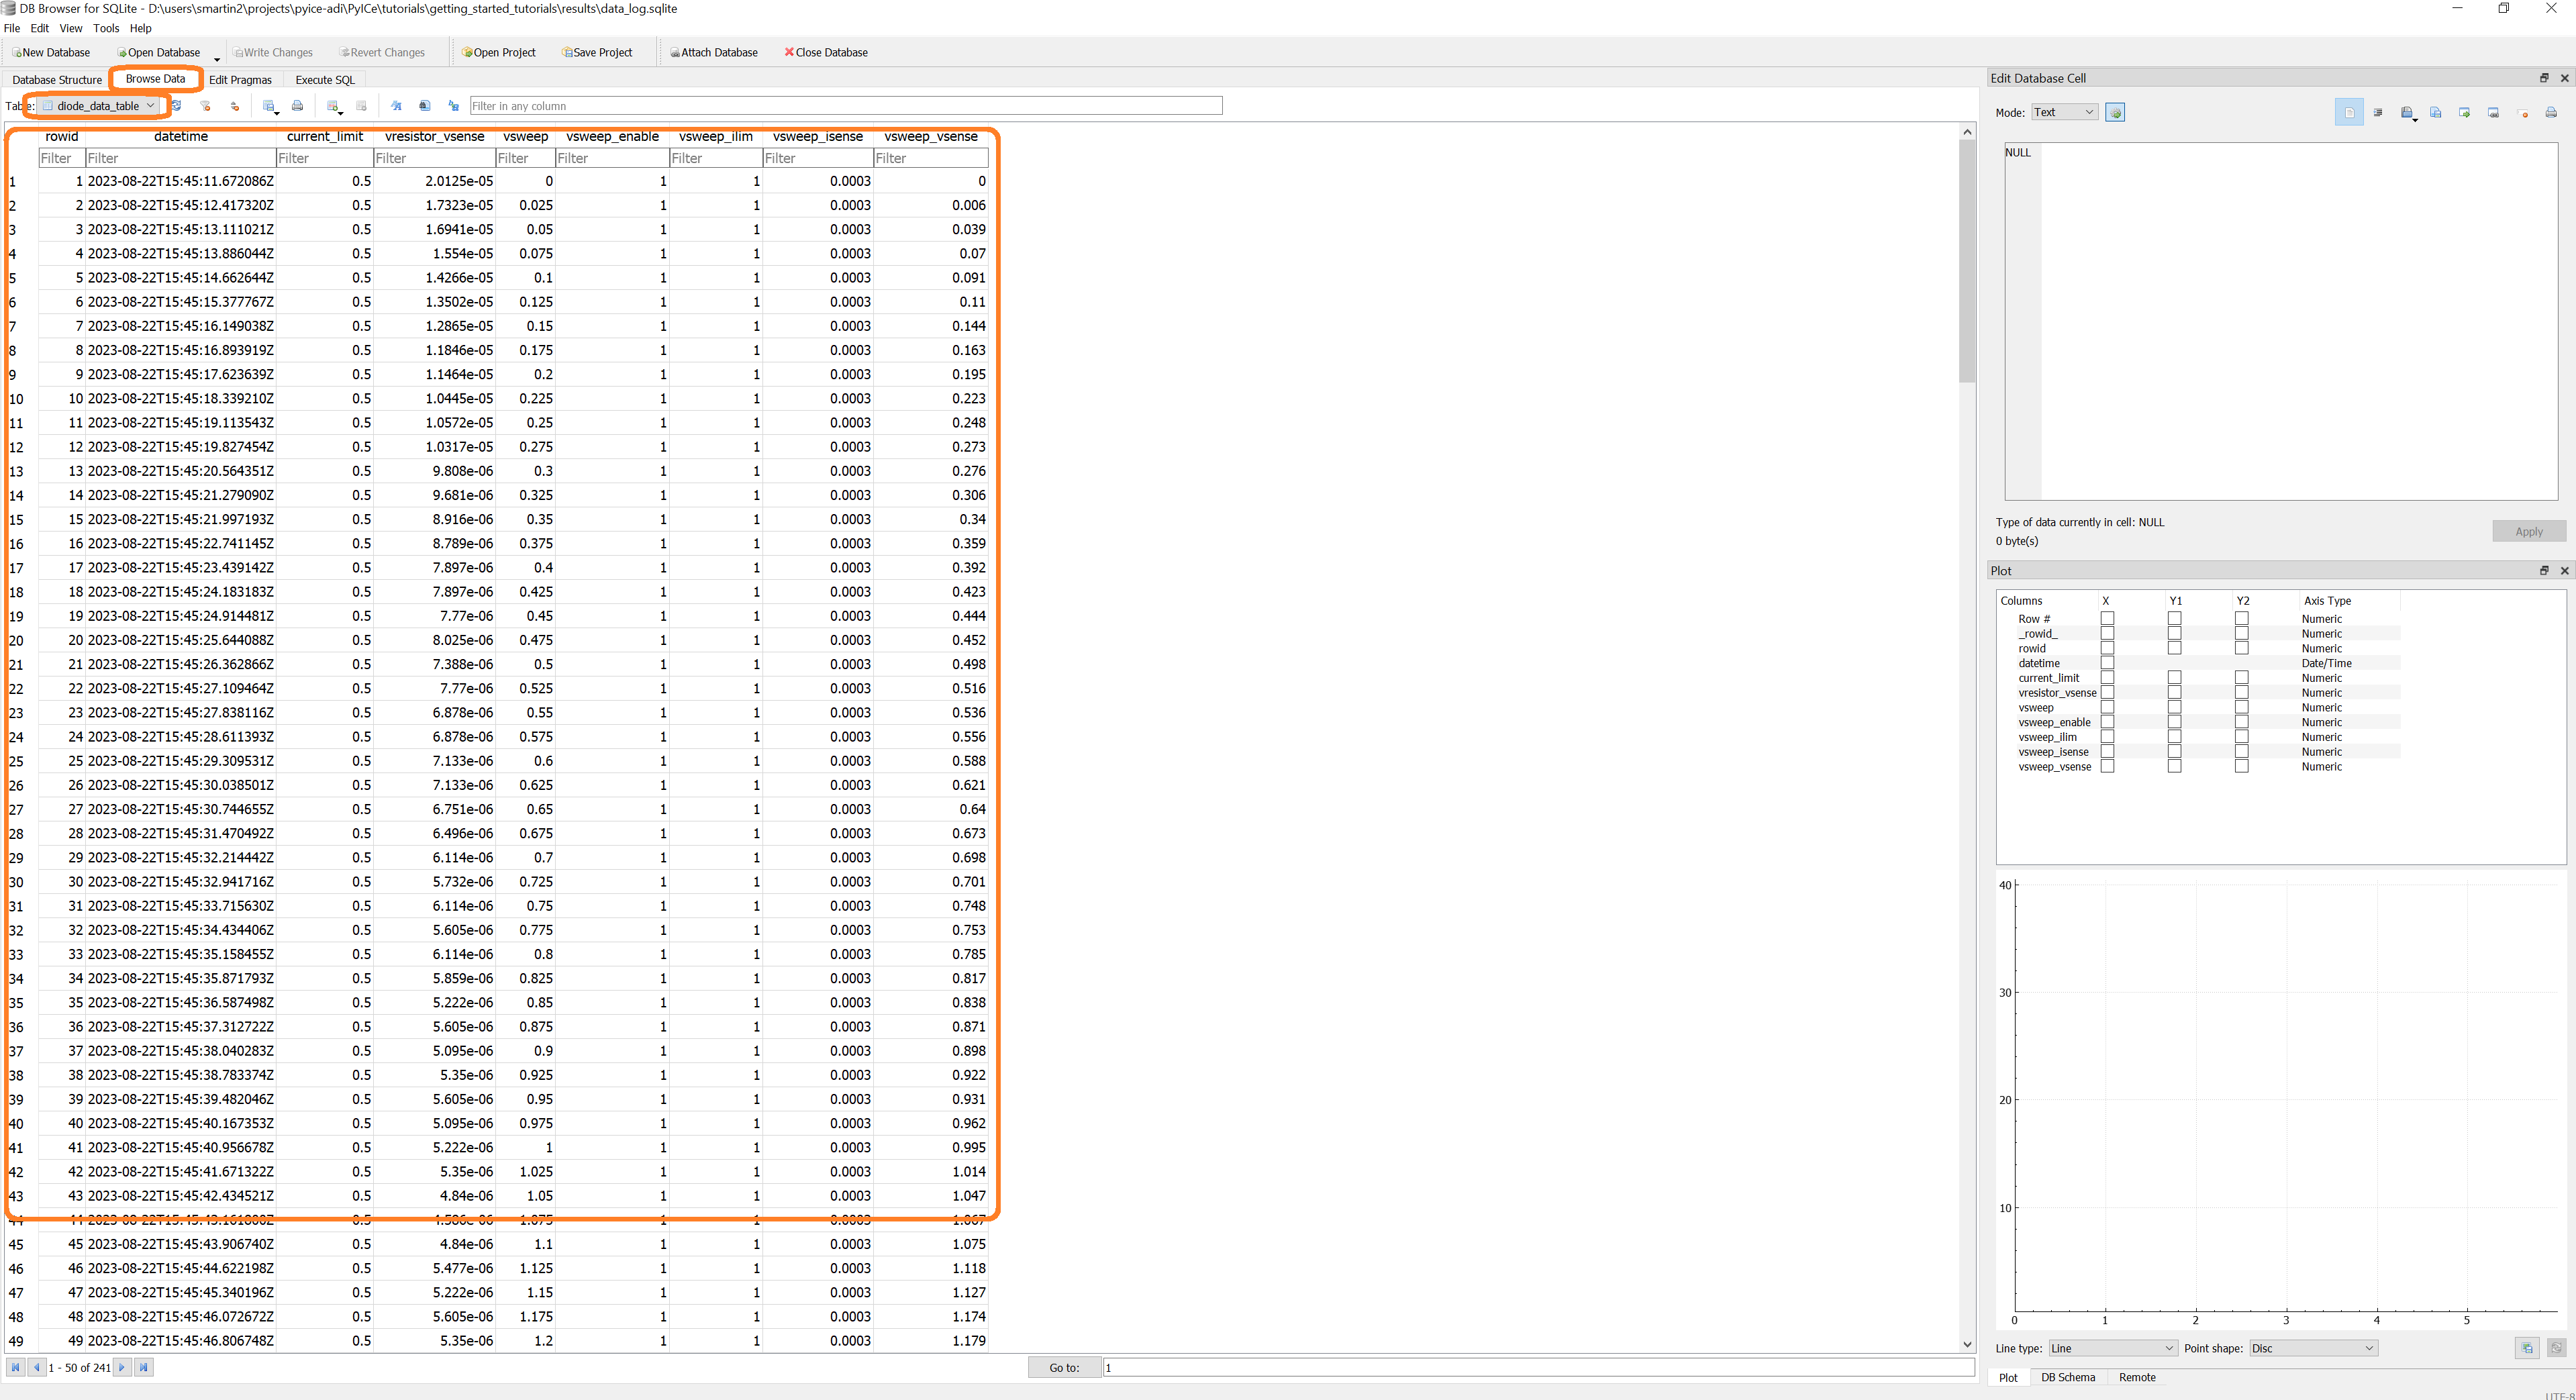 DB Browser for SQLite - D:\users\smartin2\projects\pyice-adi\PyICe\tutorials\getting_started_tutorials\results\data_log.sqlite
File Edit View Tools Help
New Database Open Database Write Changes Revert Changes Open Project Save Project Attach Database Close Database
Database Structure Browse Data Edit Pragmas Execute SQL
Table: diode_data_table Filter in any column
rowid datetime current_limit vresistor_vsense vsweep vsweep_enable vsweep_ilim vsweep_isense vsweep_vsense
Filter Filter Filter Filter Filter Filter Filter Filter Filter
1 1 2023-08-22T15:45:11.672086Z 0.5 2.0125e-05 0 1 1 0.0003 0
2 2 2023-08-22T15:45:12.417320Z 0.5 1.7323e-05 0.025 1 1 0.0003 0.006
3 3 2023-08-22T15:45:13.111021Z 0.5 1.6941e-05 0.05 1 1 0.0003 0.039
4 4 2023-08-22T15:45:13.886044Z 0.5 1.554e-05 0.075 1 1 0.0003 0.07
5 5 2023-08-22T15:45:14.662644Z 0.5 1.4266e-05 0.1 1 1 0.0003 0.091
6 6 2023-08-22T15:45:15.377767Z 0.5 1.3502e-05 0.125 1 1 0.0003 0.11
7 7 2023-08-22T15:45:16.149038Z 0.5 1.2865e-05 0.15 1 1 0.0003 0.144
8 8 2023-08-22T15:45:16.893919Z 0.5 1.1846e-05 0.175 1 1 0.0003 0.163
9 9 2023-08-22T15:45:17.623639Z 0.5 1.1464e-05 0.2 1 1 0.0003 0.195
10 10 2023-08-22T15:45:18.339210Z 0.5 1.0445e-05 0.225 1 1 0.0003 0.223
11 11 2023-08-22T15:45:19.113543Z 0.5 1.0572e-05 0.25 1 1 0.0003 0.248
12 12 2023-08-22T15:45:19.827454Z 0.5 1.0317e-05 0.275 1 1 0.0003 0.273
13 13 2023-08-22T15:45:20.564351Z 0.5 9.808e-06 0.3 1 1 0.0003 0.276
14 14 2023-08-22T15:45:21.279090Z 0.5 9.681e-06 0.325 1 1 0.0003 0.306
15 15 2023-08-22T15:45:21.997193Z 0.5 8.916e-06 0.35 1 1 0.0003 0.34
16 16 2023-08-22T15:45:22.741145Z 0.5 8.789e-06 0.375 1 1 0.0003 0.359
17 17 2023-08-22T15:45:23.439142Z 0.5 7.897e-06 0.4 1 1 0.0003 0.392
18 18 2023-08-22T15:45:24.183183Z 0.5 7.897e-06 0.425 1 1 0.0003 0.423
19 19 2023-08-22T15:45:24.914481Z 0.5 7.77e-06 0.45 1 1 0.0003 0.444
20 20 2023-08-22T15:45:25.644088Z 0.5 8.025e-06 0.475 1 1 0.0003 0.452
21 21 2023-08-22T15:45:26.362866Z 0.5 7.388e-06 0.5 1 1 0.0003 0.498
22 22 2023-08-22T15:45:27.109464Z 0.5 7.77e-06 0.525 1 1 0.0003 0.516
23 23 2023-08-22T15:45:27.838116Z 0.5 6.878e-06 0.55 1 1 0.0003 0.536
24 24 2023-08-22T15:45:28.611393Z 0.5 6.878e-06 0.575 1 1 0.0003 0.556
25 25 2023-08-22T15:45:29.309531Z 0.5 7.133e-06 0.6 1 1 0.0003 0.588
26 26 2023-08-22T15:45:30.038501Z 0.5 7.133e-06 0.625 1 1 0.0003 0.621
27 27 2023-08-22T15:45:30.744655Z 0.5 6.751e-06 0.65 1 1 0.0003 0.64
28 28 2023-08-22T15:45:31.470492Z 0.5 6.496e-06 0.675 1 1 0.0003 0.673
29 29 2023-08-22T15:45:32.214442Z 0.5 6.114e-06 0.7 1 1 0.0003 0.698
30 30 2023-08-22T15:45:32.941716Z 0.5 5.732e-06 0.725 1 1 0.0003 0.701
31 31 2023-08-22T15:45:33.715630Z 0.5 6.114e-06 0.75 1 1 0.0003 0.748
32 32 2023-08-22T15:45:34.434406Z 0.5 5.605e-06 0.775 1 1 0.0003 0.753
33 33 2023-08-22T15:45:35.158455Z 0.5 6.114e-06 0.8 1 1 0.0003 0.785
34 34 2023-08-22T15:45:35.871793Z 0.5 5.859e-06 0.825 1 1 0.0003 0.817
35 35 2023-08-22T15:45:36.587498Z 0.5 5.222e-06 0.85 1 1 0.0003 0.838
36 36 2023-08-22T15:45:37.312722Z 0.5 5.605e-06 0.875 1 1 0.0003 0.871
37 37 2023-08-22T15:45:38.040283Z 0.5 5.095e-06 0.9 1 1 0.0003 0.898
38 38 2023-08-22T15:45:38.783374Z 0.5 5.35e-06 0.925 1 1 0.0003 0.922
39 39 2023-08-22T15:45:39.482046Z 0.5 5.605e-06 0.95 1 1 0.0003 0.931
40 40 2023-08-22T15:45:40.167353Z 0.5 5.095e-06 0.975 1 1 0.0003 0.962
41 41 2023-08-22T15:45:40.956678Z 0.5 5.222e-06 1 1 1 0.0003 0.995
42 42 2023-08-22T15:45:41.671322Z 0.5 5.35e-06 1.025 1 1 0.0003 1.014
43 43 2023-08-22T15:45:42.434521Z 0.5 4.84e-06 1.05 1 1 0.0003 1.047
44 44 0.5 1.075 1 1 0.0003 1.067
45 45 2023-08-22T15:45:43.906740Z 0.5 4.84e-06 1.1 1 1 0.0003 1.075
46 46 2023-08-22T15:45:44.622198Z 0.5 5.477e-06 1.125 1 1 0.0003 1.118
47 47 2023-08-22T15:45:45.340196Z 0.5 5.222e-06 1.15 1 1 0.0003 1.127
48 48 2023-08-22T15:45:46.072672Z 0.5 5.605e-06 1.175 1 1 0.0003 1.174
49 49 2023-08-22T15:45:46.806748Z 0.5 5.35e-06 1.2 1 1 0.0003 1.179
1 - 50 of 241 Go to: 1
Edit Database Cell
Mode: Text
NULL
Type of data currently in cell: NULL
0 byte(s)
Apply
Plot
Columns X Y1 Y2 Axis Type
Row # Numeric
_rowid_ Numeric
rowid Numeric
datetime Date/Time
current_limit Numeric
vresistor_vsense Numeric
vsweep Numeric
vsweep_enable Numeric
vsweep_ilim Numeric
vsweep_isense Numeric
vsweep_vsense Numeric
40
30
20
10
0 1 2 3 4 5
Line type: Line Point shape: Disc
Plot DB Schema Remote
UTF-8